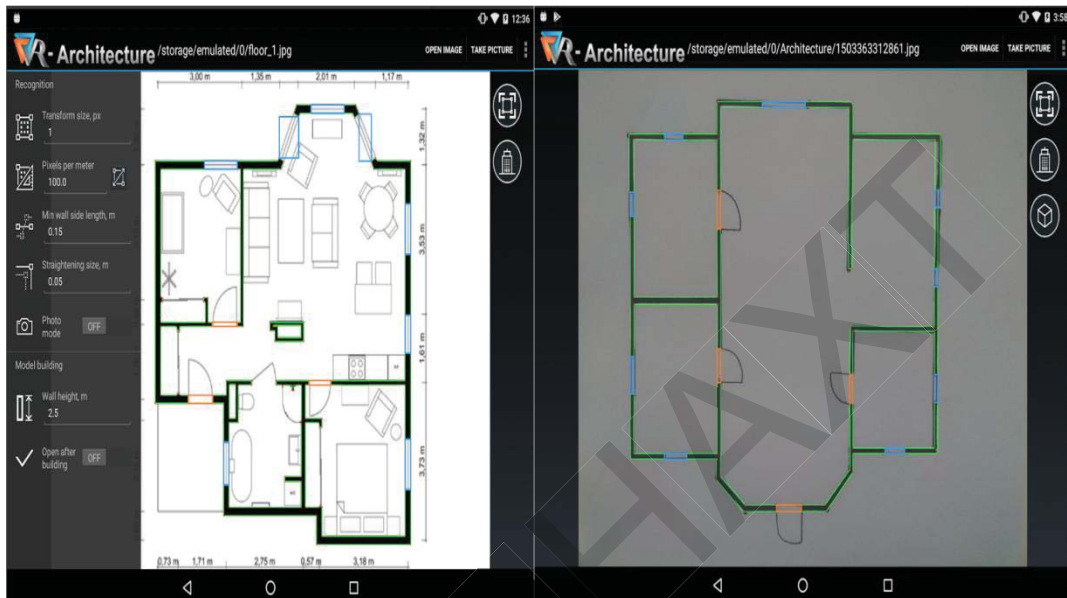 12:36
R - Architecture /storage/emulated/0/floor_1.jpg
OPEN IMAGE TAKE PICTURE
Recognition
Transform size, px
1
Pixels per meter
100.0
Min wall side length, m
0.15
Straightening size, m
0.05
Photo mode OFF
Model building
Wall height, m
2.5
Open after building OFF
3,00 m 1,35 m 2,01 m 1,17 m
1,32 m
3,53 m
1,61 m
3,73 m
0,73 m 1,71 m 2,75 m 0,57 m 3,18 m
3:58
R - Architecture /storage/emulated/0/Architecture/1503363312861.jpg
OPEN IMAGE TAKE PICTURE